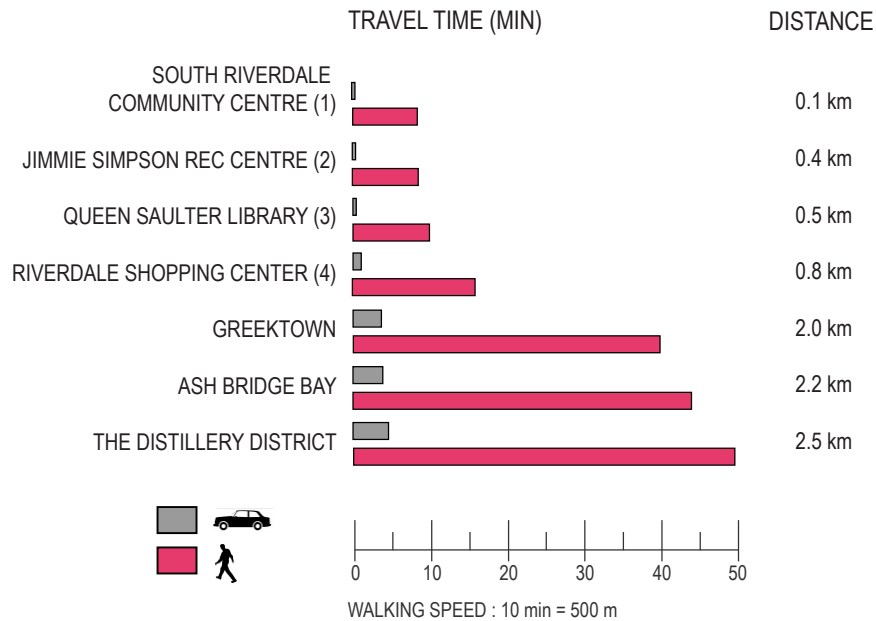 TRAVEL TIME (MIN) DISTANCE
SOUTH RIVERDALE
COMMUNITY CENTRE (1) 0.1 km
JIMMIE SIMPSON REC CENTRE (2) 0.4 km
QUEEN SAULTER LIBRARY (3) 0.5 km
RIVERDALE SHOPPING CENTER (4) 0.8 km
GREEKTOWN 2.0 km
ASH BRIDGE BAY 2.2 km
THE DISTILLERY DISTRICT 2.5 km
0 10 20 30 40 50
WALKING SPEED : 10 min = 500 m